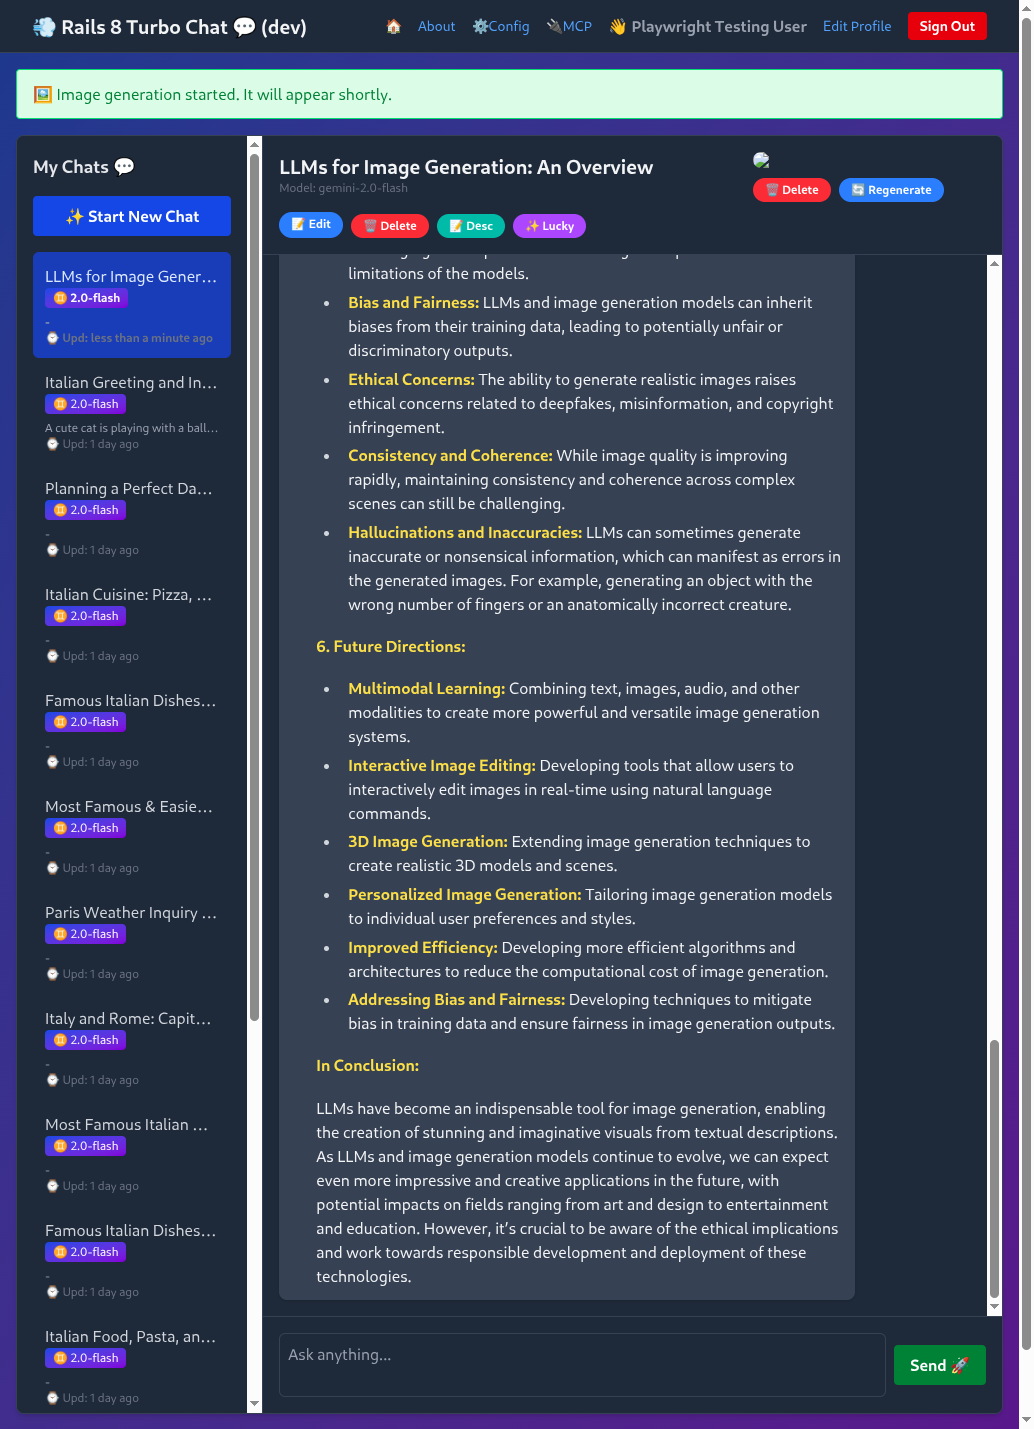 💨 Rails 8 Turbo Chat 💬 (dev)
🏠 About ⚙️Config 🔌MCP 👋 Playwright Testing User Edit Profile Sign Out
🖼️ Image generation started. It will appear shortly.
My Chats 💬
✨ Start New Chat
LLMs for Image Gener...
♊ 2.0-flash
-
⌚ Upd: less than a minute ago
Italian Greeting and In...
♊ 2.0-flash
A cute cat is playing with a ball...
⌚ Upd: 1 day ago
Planning a Perfect Da...
♊ 2.0-flash
-
⌚ Upd: 1 day ago
Italian Cuisine: Pizza, ...
♊ 2.0-flash
-
⌚ Upd: 1 day ago
Famous Italian Dishes...
♊ 2.0-flash
-
⌚ Upd: 1 day ago
Most Famous & Easie...
♊ 2.0-flash
-
⌚ Upd: 1 day ago
Paris Weather Inquiry ...
♊ 2.0-flash
-
⌚ Upd: 1 day ago
Italy and Rome: Capit...
♊ 2.0-flash
-
⌚ Upd: 1 day ago
Most Famous Italian ...
♊ 2.0-flash
-
⌚ Upd: 1 day ago
Famous Italian Dishes...
♊ 2.0-flash
-
⌚ Upd: 1 day ago
Italian Food, Pasta, an...
♊ 2.0-flash
-
⌚ Upd: 1 day ago
LLMs for Image Generation: An Overview
Model: gemini-2.0-flash
📝 Edit 🗑️ Delete 📝 Desc ✨ Lucky
🗑️ Delete 🔄 Regenerate
limitations of the models.
• Bias and Fairness: LLMs and image generation models can inherit
biases from their training data, leading to potentially unfair or
discriminatory outputs.
• Ethical Concerns: The ability to generate realistic images raises
ethical concerns related to deepfakes, misinformation, and copyright
infringement.
• Consistency and Coherence: While image quality is improving
rapidly, maintaining consistency and coherence across complex
scenes can still be challenging.
• Hallucinations and Inaccuracies: LLMs can sometimes generate
inaccurate or nonsensical information, which can manifest as errors in
the generated images. For example, generating an object with the
wrong number of fingers or an anatomically incorrect creature.
6. Future Directions:
• Multimodal Learning: Combining text, images, audio, and other
modalities to create more powerful and versatile image generation
systems.
• Interactive Image Editing: Developing tools that allow users to
interactively edit images in real-time using natural language
commands.
• 3D Image Generation: Extending image generation techniques to
create realistic 3D models and scenes.
• Personalized Image Generation: Tailoring image generation models
to individual user preferences and styles.
• Improved Efficiency: Developing more efficient algorithms and
architectures to reduce the computational cost of image generation.
• Addressing Bias and Fairness: Developing techniques to mitigate
bias in training data and ensure fairness in image generation outputs.
In Conclusion:
LLMs have become an indispensable tool for image generation, enabling
the creation of stunning and imaginative visuals from textual descriptions.
As LLMs and image generation models continue to evolve, we can expect
even more impressive and creative applications in the future, with
potential impacts on fields ranging from art and design to entertainment
and education. However, it’s crucial to be aware of the ethical implications
and work towards responsible development and deployment of these
technologies.
Ask anything...
Send 🚀